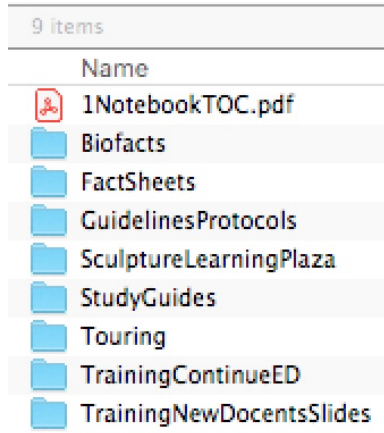 9 items
Name
1NotebookTOC.pdf
Biofacts
FactSheets
GuidelinesProtocols
SculptureLearningPlaza
StudyGuides
Touring
TrainingContinueED
TrainingNewDocentsSlides